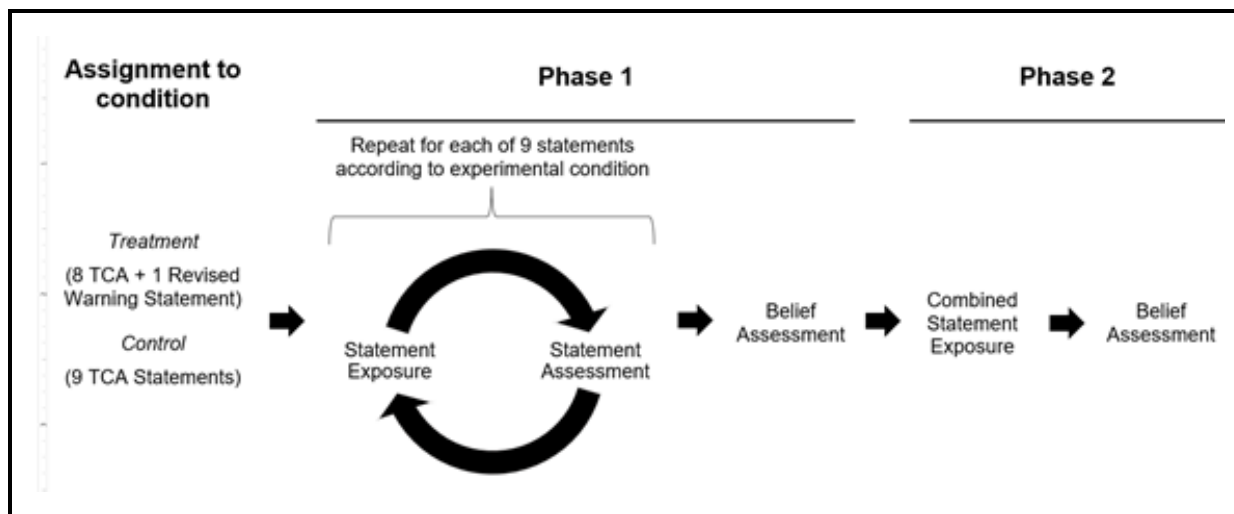 Assignment to
condition
Phase 1
Phase 2
Repeat for each of 9 statements
according to experimental condition
Treatment
(8 TCA + 1 Revised
Warning Statement)
Control
(9 TCA Statements)
Statement
Exposure
Statement
Assessment
Belief
Assessment
Combined
Statement
Exposure
Belief
Assessment